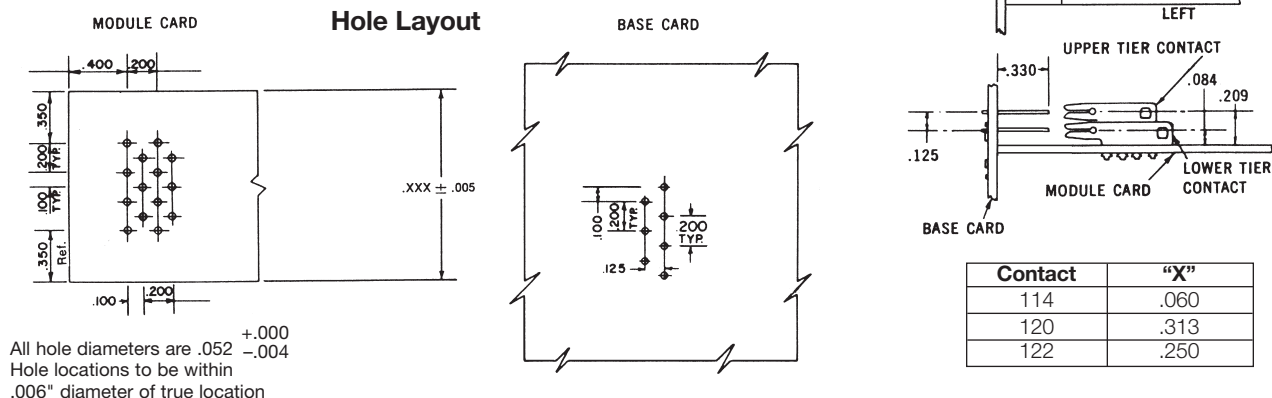 Hole Layout
MODULE CARD
.400
.200
.350
.200
TYP.
.100
TYP.
.350
Ref.
.100
.200
.XXX ± .005
All hole diameters are .052 +.000
–.004
Hole locations to be within
.006" diameter of true location
BASE CARD
.100
.200
TYP.
.200
TYP.
.125
LEFT
UPPER TIER CONTACT
.330
.084
.209
.125
LOWER TIER
CONTACT
MODULE CARD
BASE CARD
Contact “X”
114 .060
120 .313
122 .250